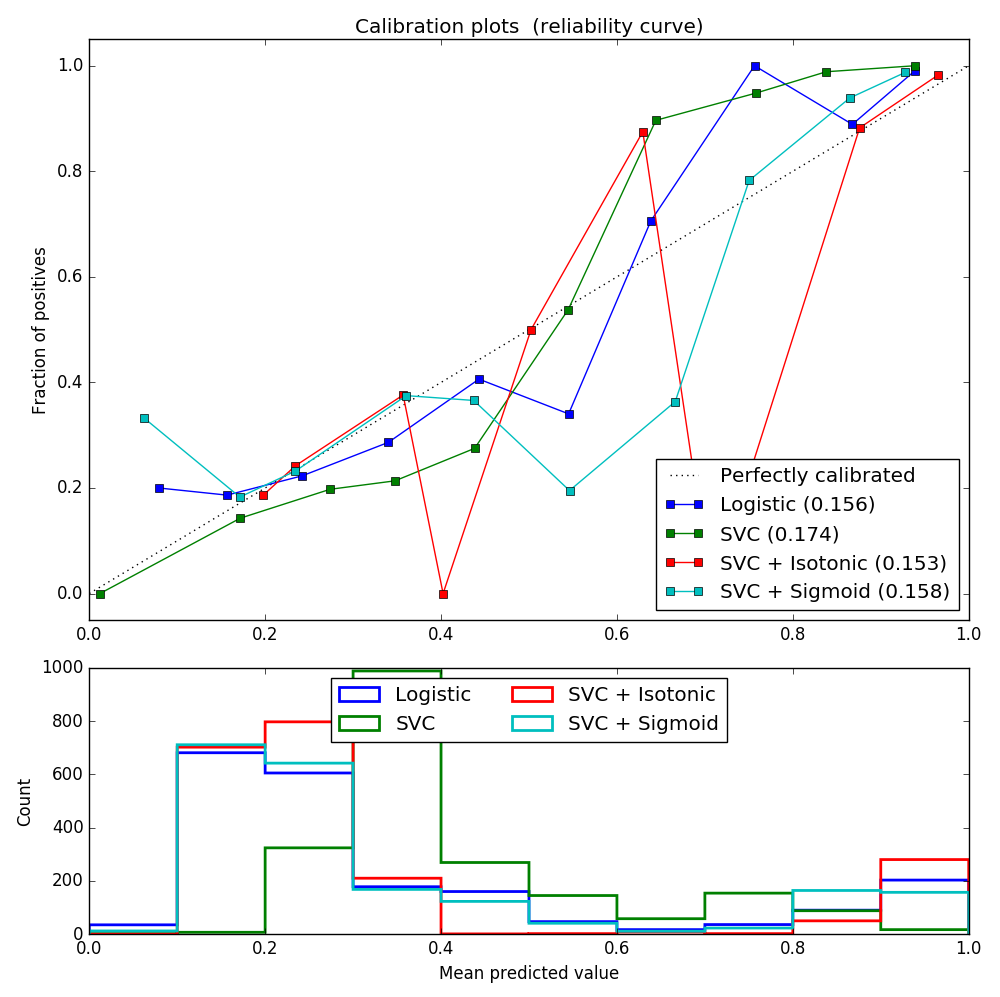 Calibration plots  (reliability curve)
1.0
0.8
0.6
0.4
0.2
0.0
Fraction of positives
Perfectly calibrated
Logistic (0.156)
SVC (0.174)
SVC + Isotonic (0.153)
SVC + Sigmoid (0.158)
0.0 0.2 0.4 0.6 0.8 1.0
1000
800
600
400
200
0
Count
Logistic SVC + Isotonic
SVC SVC + Sigmoid
0.0 0.2 0.4 0.6 0.8 1.0
Mean predicted value